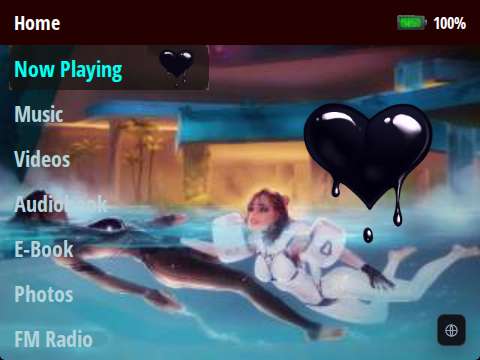 Home
100%
Now Playing
Music
Videos
Audiobook
E-Book
Photos
FM Radio